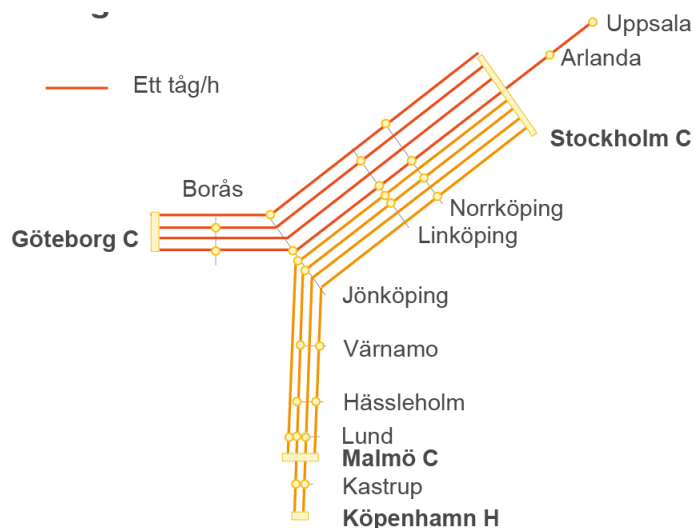 Uppsala
Arlanda
Ett tåg/h
Stockholm C
Borås
Norrköping
Göteborg C
Linköping
Jönköping
Värnamo
Hässleholm
Lund
Malmö C
Kastrup
Köpenhamn H